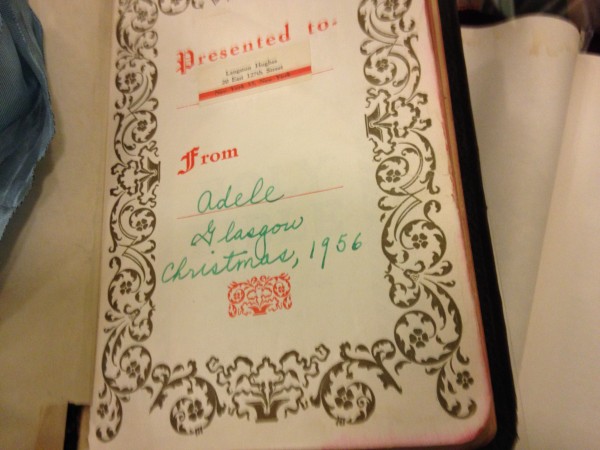 Presented to:
Langston Hughes
20 East 127th Street
New York 35, New York
From
Adele
Glasgow
Christmas, 1956